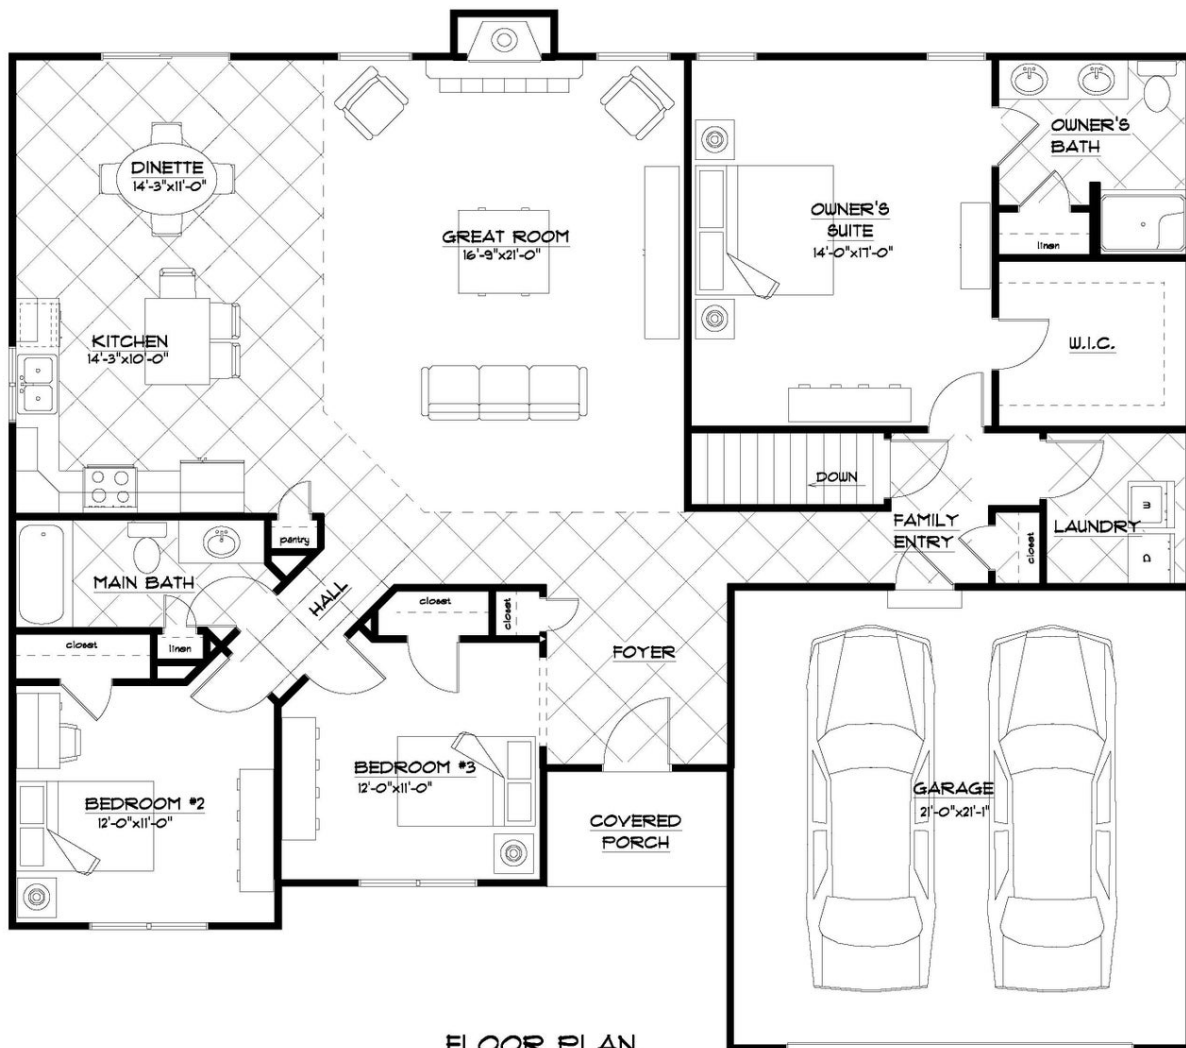 DINETTE
14'-3"x11'-0"
GREAT ROOM
16'-9"x21'-0"
OWNER'S
SUITE
14'-0"x17'-0"
OWNER'S
BATH
linen
KITCHEN
14'-3"x10'-0"
W.I.C.
DOWN
FAMILY
ENTRY
closet
LAUNDRY
W
D
pantry
MAIN BATH
HALL
closet
linen
closet
closet
FOYER
BEDROOM #2
12'-0"x11'-0"
BEDROOM #3
12'-0"x11'-0"
COVERED
PORCH
GARAGE
21'-0"x21'-1"
FLOOR PLAN